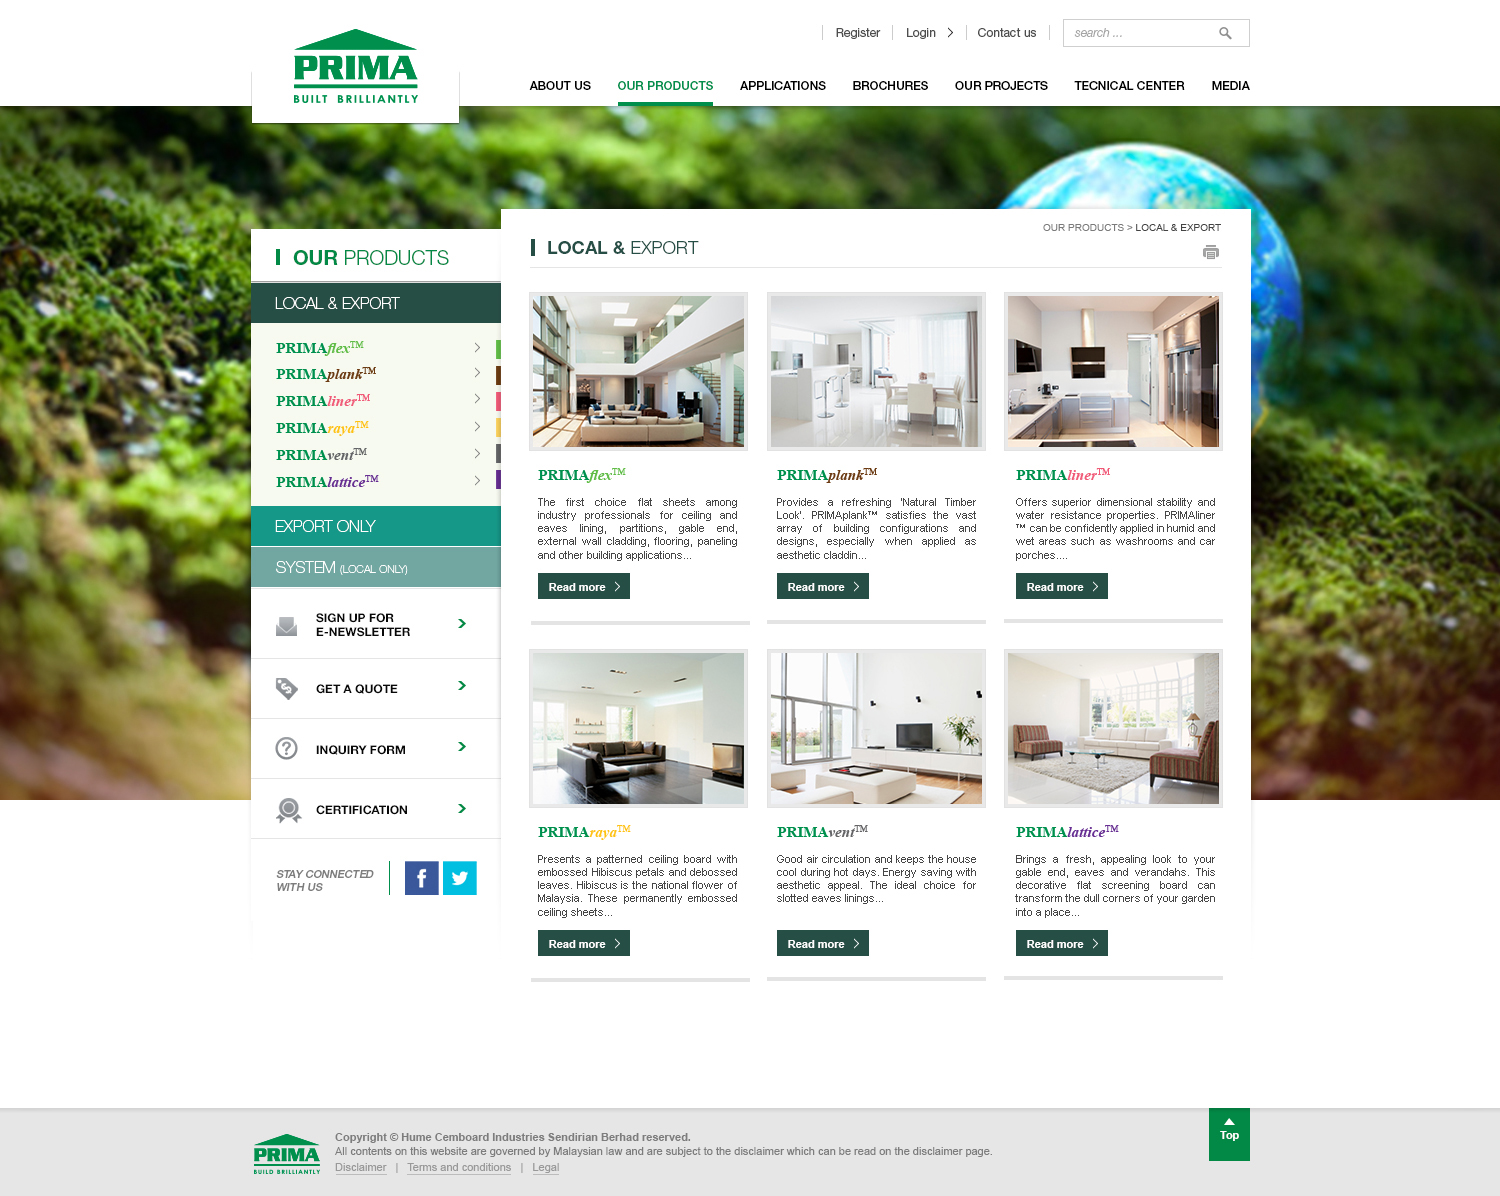 PRIMA
BUILT BRILLIANTLY
Register
Login
Contact us
search ...
ABOUT US
OUR PRODUCTS
APPLICATIONS
BROCHURES
OUR PROJECTS
TECNICAL CENTER
MEDIA
OUR PRODUCTS > LOCAL & EXPORT
OUR PRODUCTS
LOCAL & EXPORT
PRIMAflex™
PRIMAplank™
PRIMAliner™
PRIMAraya™
PRIMAvent™
PRIMAlattice™
EXPORT ONLY
SYSTEM (LOCAL ONLY)
SIGN UP FOR
E-NEWSLETTER
GET A QUOTE
INQUIRY FORM
CERTIFICATION
STAY CONNECTED
WITH US
LOCAL & EXPORT
PRIMAflex™
The first choice flat sheets among
industry professionals for ceiling and
eaves lining, partitions, gable end,
external wall cladding, flooring, paneling
and other building applications...
Read more
PRIMAplank™
Provides a refreshing 'Natural Timber
Look'. PRIMAplank™ satisfies the vast
array of building configurations and
designs, especially when applied as
aesthetic claddin...
Read more
PRIMAliner™
Offers superior dimensional stability and
water resistance properties. PRIMAliner
™ can be confidently applied in humid and
wet areas such as washrooms and car
porches....
Read more
PRIMAraya™
Presents a patterned ceiling board with
embossed Hibiscus petals and debossed
leaves. Hibiscus is the national flower of
Malaysia. These permanently embossed
ceiling sheets...
Read more
PRIMAvent™
Good air circulation and keeps the house
cool during hot days. Energy saving with
aesthetic appeal. The ideal choice for
slotted eaves linings...
Read more
PRIMAlattice™
Brings a fresh, appealing look to your
gable end, eaves and verandahs. This
decorative flat screening board can
transform the dull corners of your garden
into a place...
Read more
Top
PRIMA
BUILD BRILLIANTLY
Copyright © Hume Cemboard Industries Sendirian Berhad reserved.
All contents on this website are governed by Malaysian law and are subject to the disclaimer which can be read on the disclaimer page.
Disclaimer | Terms and conditions | Legal